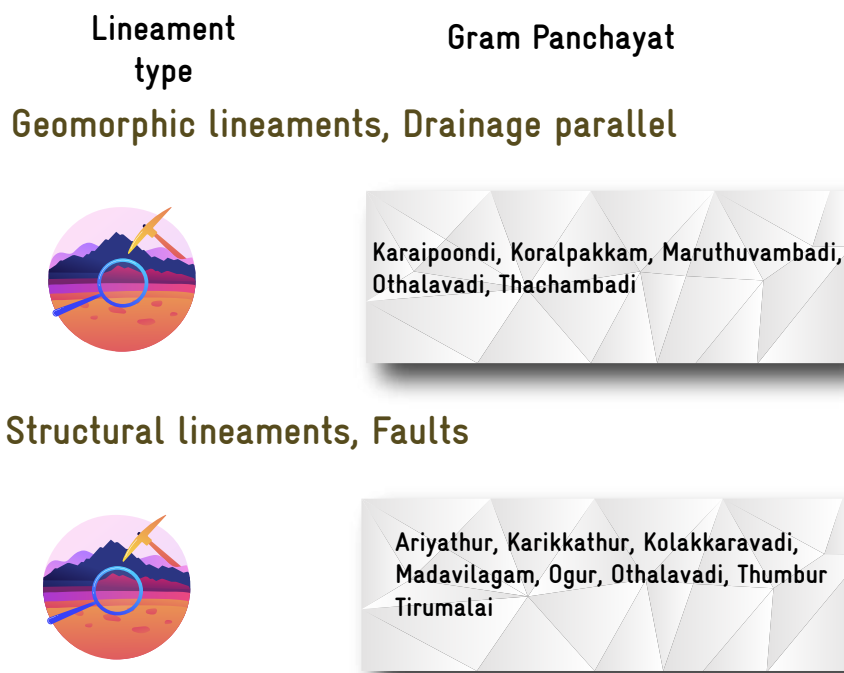 Lineament
type
Gram Panchayat
Geomorphic lineaments, Drainage parallel
Karaipoondi, Koralpakkam, Maruthuvambadi,
Othalavadi, Thachambadi
Structural lineaments, Faults
Ariyathur, Karikkathur, Kolakkaravadi,
Madavilagam, Ogur, Othalavadi, Thumbur
Tirumalai